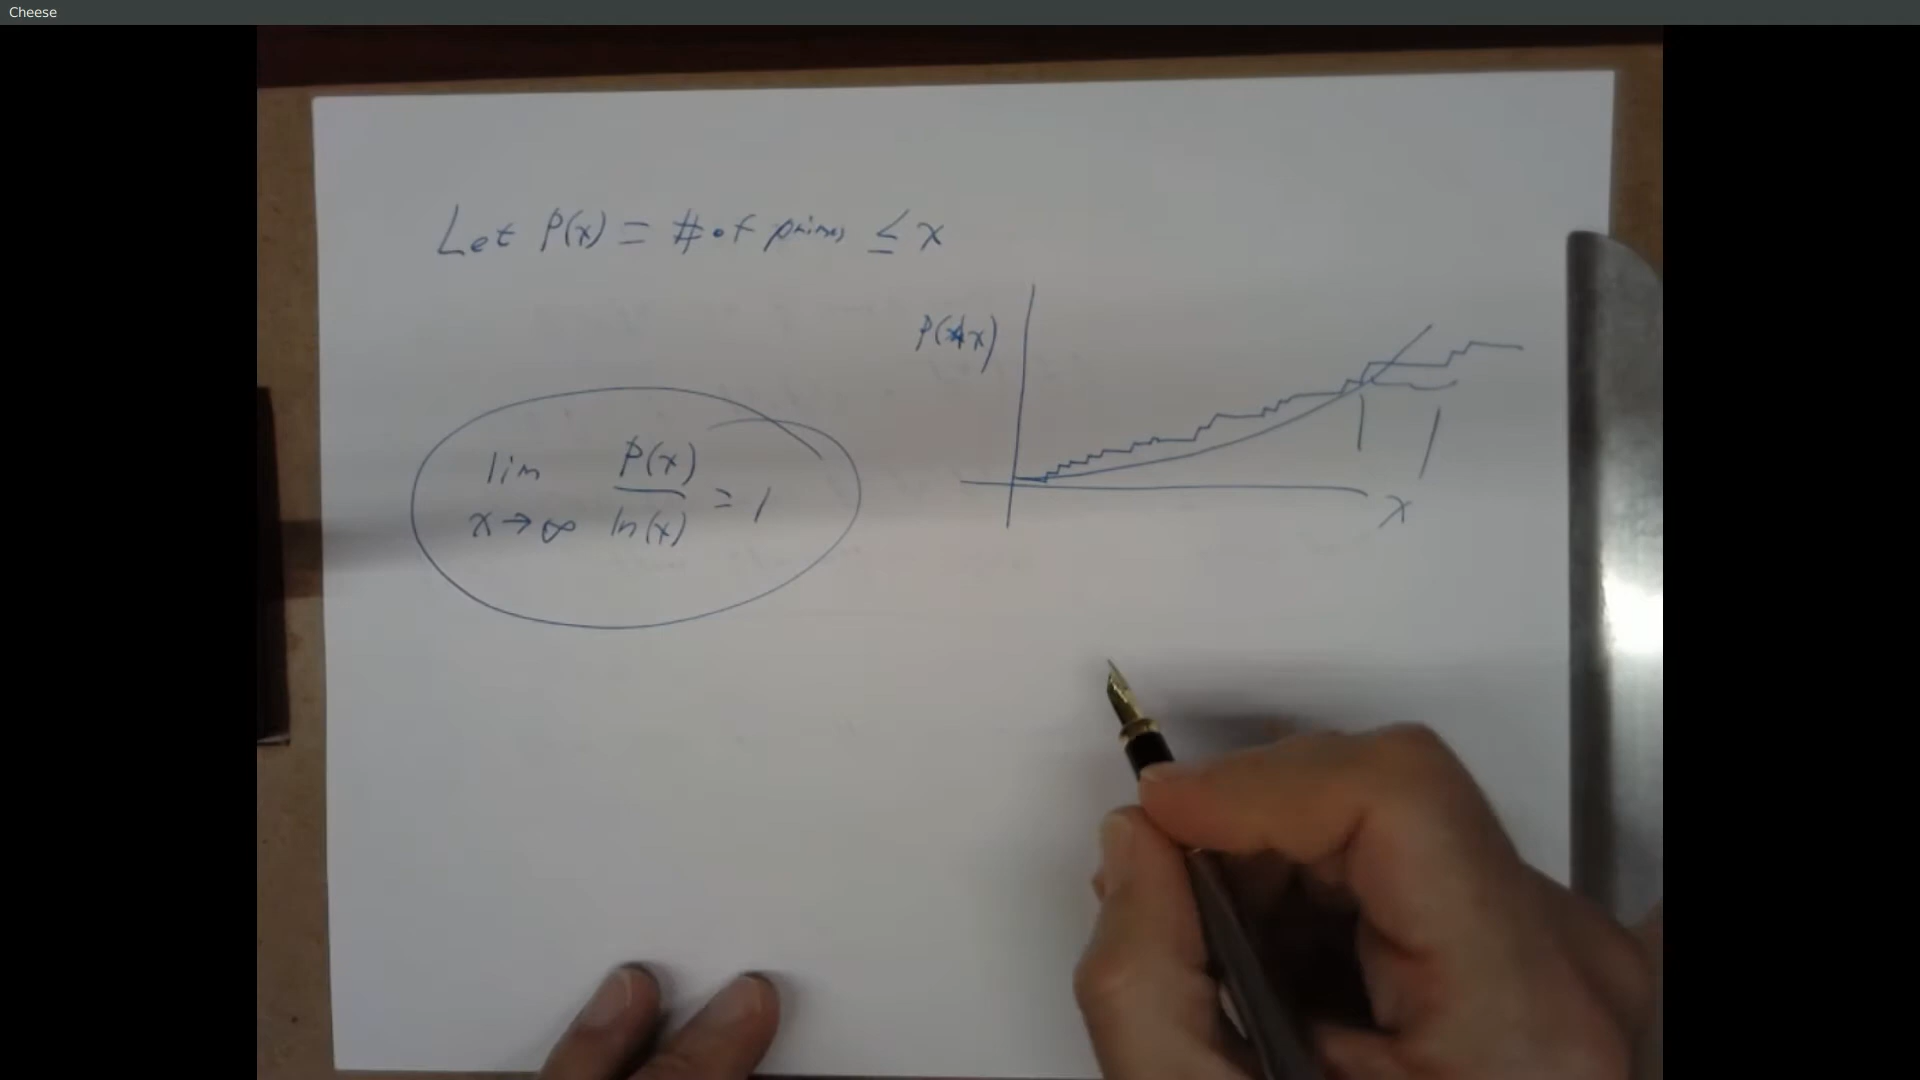 Cheese
Let P(x) = # of primes ≤ x
P(x)
lim P(x)
x→∞ ln(x) = 1
x